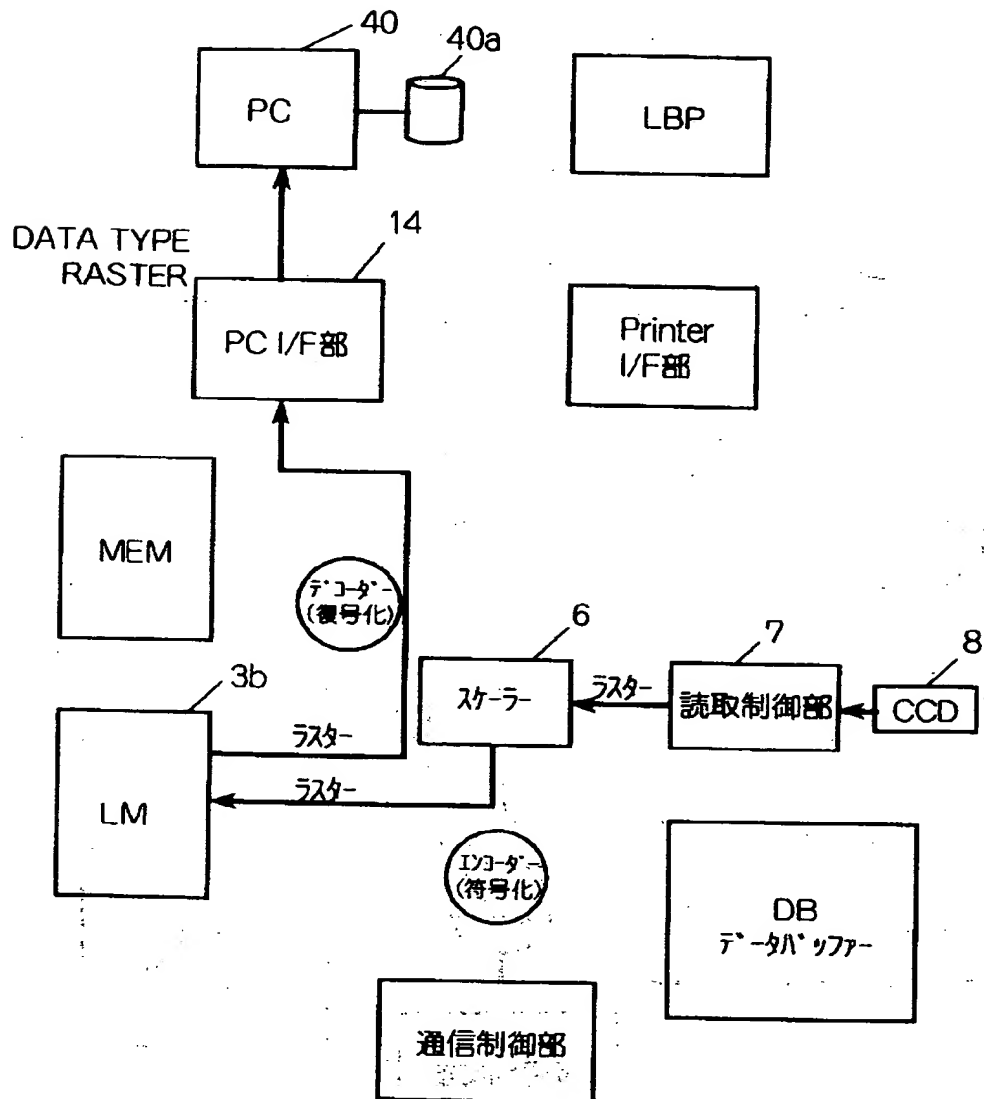 40
40a
PC
LBP
DATA TYPE
RASTER
14
PC I/F部
Printer
I/F部
MEM
デコーダー
(復号化)
6
7
8
3b
スケーラー
ラスター
読取制御部
CCD
ラスター
ラスター
LM
エンコーダー
(符号化)
DB
データバッファー
通信制御部